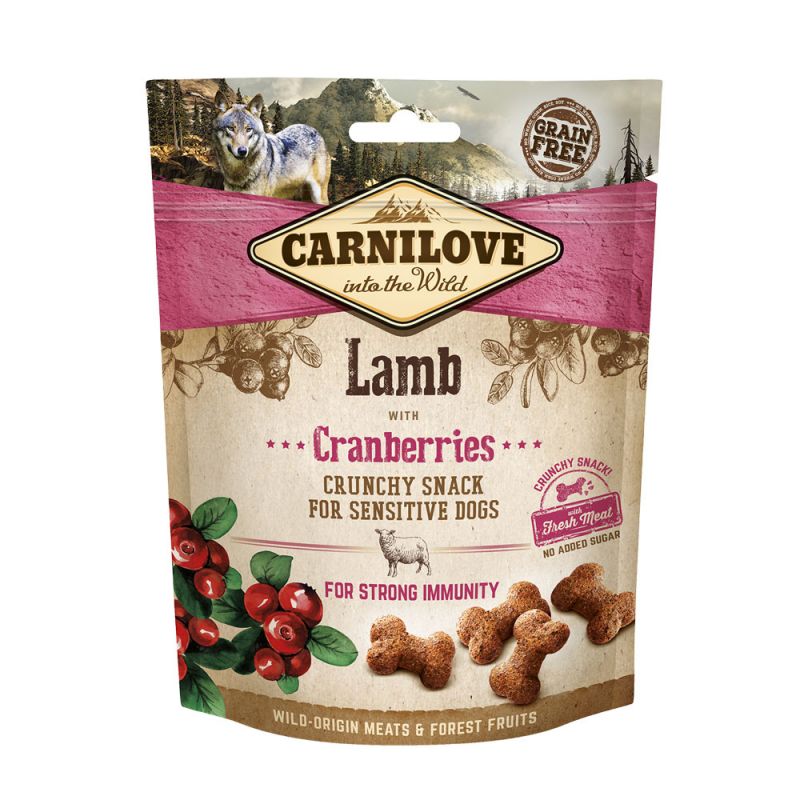 GRAIN
FREE
CARNILOVE
into the Wild
Lamb
WITH
Cranberries
CRUNCHY SNACK
FOR SENSITIVE DOGS
CRUNCHY SNACK!
with
Fresh Meat
NO ADDED SUGAR
FOR STRONG IMMUNITY
WILD-ORIGIN MEATS & FOREST FRUITS